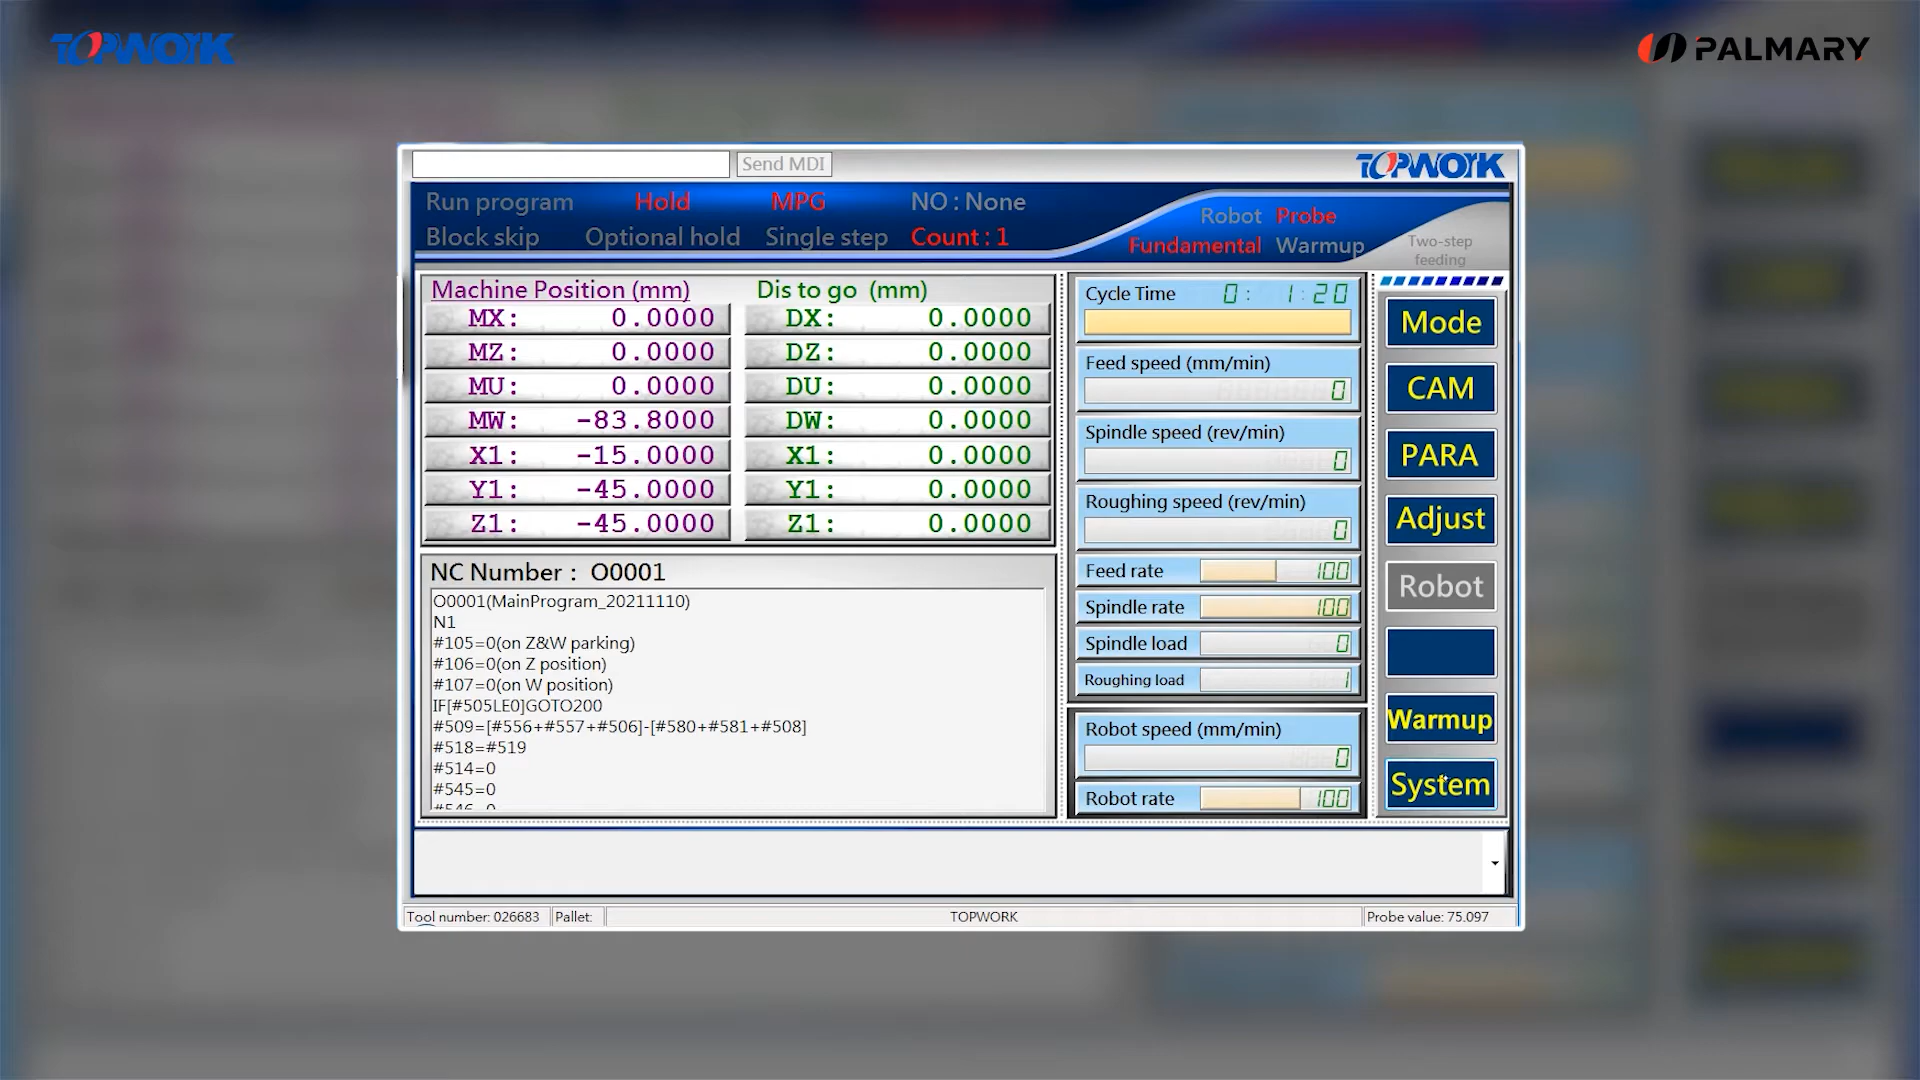 TOPWORK
PALMARY
Send MDI
TOPWORK
Run program Hold MPG NO : None
Block skip Optional hold Single step Count : 1
Robot Probe
Fundamental Warmup
Two-step
feeding
Machine Position (mm) Dis to go (mm)
MX: 0.0000 DX: 0.0000
MZ: 0.0000 DZ: 0.0000
MU: 0.0000 DU: 0.0000
MW: -83.8000 DW: 0.0000
X1: -15.0000 X1: 0.0000
Y1: -45.0000 Y1: 0.0000
Z1: -45.0000 Z1: 0.0000
NC Number : O0001
O0001(MainProgram_20211110)
N1
#105=0(on Z&W parking)
#106=0(on Z position)
#107=0(on W position)
IF[#505LE0]GOTO200
#509=[#556+#557+#506]-[#580+#581+#508]
#518=#519
#514=0
#545=0
#546=0
Cycle Time 0: 1:20
Feed speed (mm/min)
0
Spindle speed (rev/min)
0
Roughing speed (rev/min)
0
Feed rate 100
Spindle rate 100
Spindle load 0
Roughing load 1
Robot speed (mm/min)
0
Robot rate 100
Mode
CAM
PARA
Adjust
Robot
Warmup
System
Tool number: 026683 Pallet: TOPWORK Probe value: 75.097